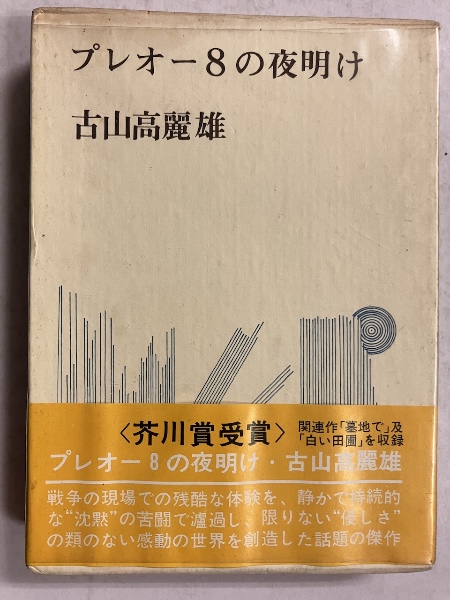 プレオー8の夜明け
古山高麗雄
〈芥川賞受賞〉
関連作「墓地で」及
「白い田圃」を収録
プレオー8の夜明け・古山高麗雄
戦争の現場での残酷な体験を、静かで持続的
な“沈黙”の苦闘で濾過し、限りない“優しさ”
の類のない感動の世界を創造した話題の傑作